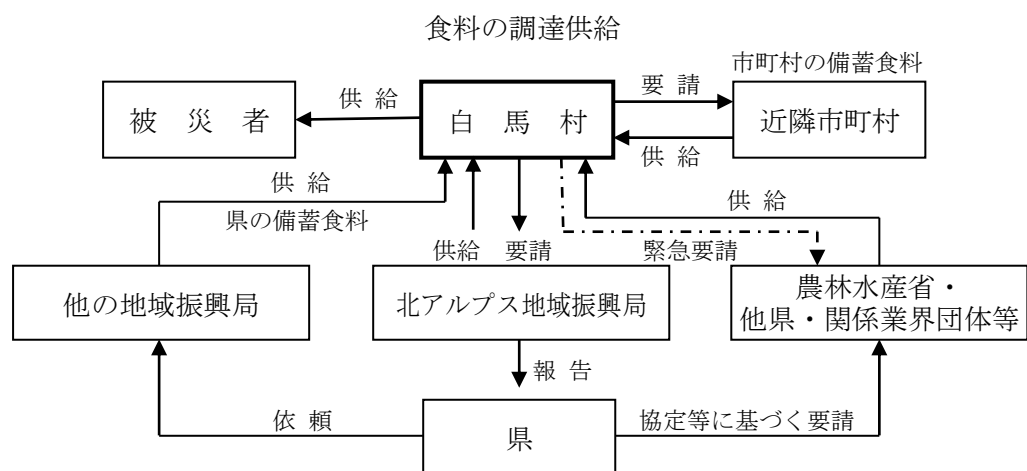 食料の調達供給
市町村の備蓄食料
供 給
要 請
被 災 者
白 馬 村
近隣市町村
供 給
供 給
県の備蓄食料
供 給
供給 要請
緊急要請
他の地域振興局
北アルプス地域振興局
農林水産省・
他県・関係業界団体等
報 告
依 頼
県
協定等に基づく要請